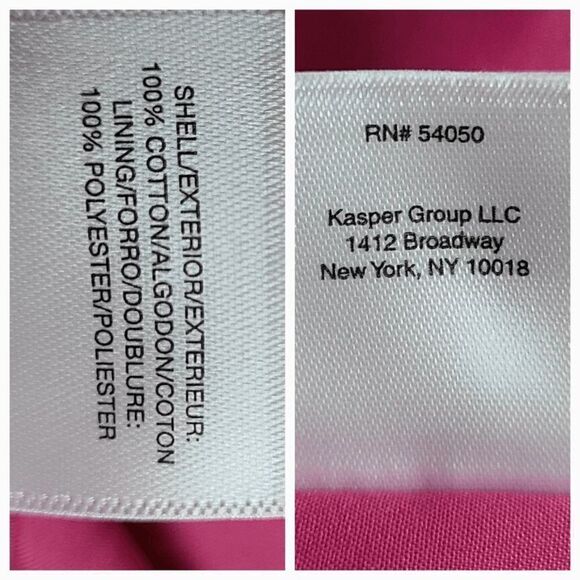 SHELL/EXTERIOR/EXTERIEUR:
100% COTTON/ALGODON/COTON
LINING/FORRO/DOUBLURE:
100% POLYESTER/POLIESTER
RN# 54050
Kasper Group LLC
1412 Broadway
New York, NY 10018